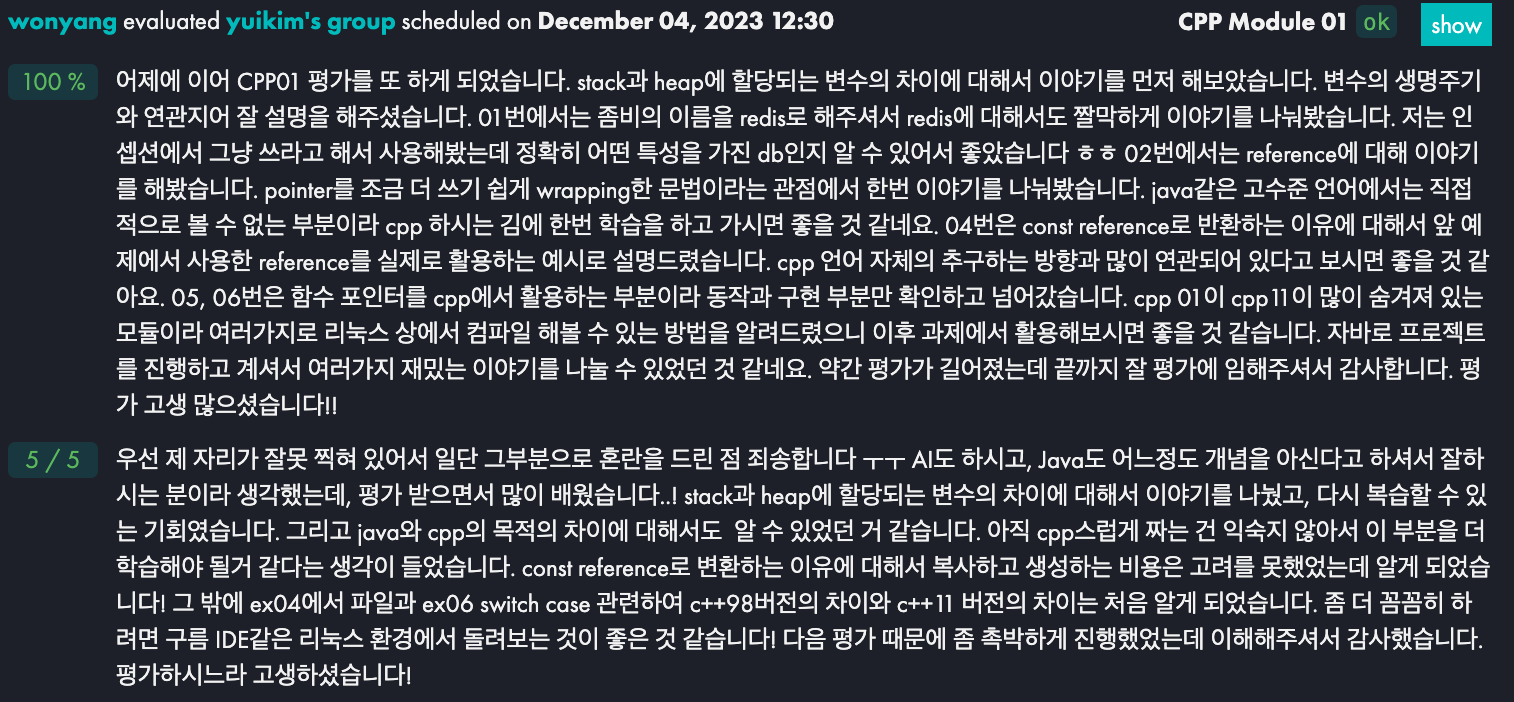 wonyang evaluated yuikim's group scheduled on December 04, 2023 12:30 CPP Module 01 ok show
100 % 어제에 이어 CPP01 평가를 또 하게 되었습니다. stack과 heap에 할당되는 변수의 차이에 대해서 이야기를 먼저 해보았습니다. 변수의 생명주기
와 연관지어 잘 설명을 해주셨습니다. 01번에서는 좀비의 이름을 redis로 해주셔서 redis에 대해서도 짤막하게 이야기를 나눠봤습니다. 저는 인
셉션에서 그냥 쓰라고 해서 사용해봤는데 정확히 어떤 특성을 가진 db인지 알 수 있어서 좋았습니다 ㅎㅎ 02번에서는 reference에 대해 이야기
를 해봤습니다. pointer를 조금 더 쓰기 쉽게 wrapping한 문법이라는 관점에서 한번 이야기를 나눠봤습니다. java같은 고수준 언어에서는 직접
적으로 볼 수 없는 부분이라 cpp 하시는 김에 한번 학습을 하고 가시면 좋을 것 같네요. 04번은 const reference로 반환하는 이유에 대해서 앞 예
제에서 사용한 reference를 실제로 활용하는 예시로 설명드렸습니다. cpp 언어 자체의 추구하는 방향과 많이 연관되어 있다고 보시면 좋을 것 같
아요. 05, 06번은 함수 포인터를 cpp에서 활용하는 부분이라 동작과 구현 부분만 확인하고 넘어갔습니다. cpp 01이 cpp11이 많이 숨겨져 있는
모듈이라 여러가지로 리눅스 상에서 컴파일 해볼 수 있는 방법을 알려드렸으니 이후 과제에서 활용해보시면 좋을 것 같습니다. 자바로 프로젝트
를 진행하고 계셔서 여러가지 재밌는 이야기를 나눌 수 있었던 것 같네요. 약간 평가가 길어졌는데 끝까지 잘 평가에 임해주셔서 감사합니다. 평
가 고생 많으셨습니다!!
5 / 5 우선 제 자리가 잘못 찍혀 있어서 일단 그부분으로 혼란을 드린 점 죄송합니다 ㅜㅜ AI도 하시고, Java도 어느정도 개념을 아신다고 하셔서 잘하
시는 분이라 생각했는데, 평가 받으면서 많이 배웠습니다..! stack과 heap에 할당되는 변수의 차이에 대해서 이야기를 나눴고, 다시 복습할 수 있
는 기회였습니다. 그리고 java와 cpp의 목적의 차이에 대해서도 알 수 있었던 거 같습니다. 아직 cpp스럽게 짜는 건 익숙지 않아서 이 부분을 더
학습해야 될거 같다는 생각이 들었습니다. const reference로 변환하는 이유에 대해서 복사하고 생성하는 비용은 고려를 못했었는데 알게 되었습
니다! 그 밖에 ex04에서 파일과 ex06 switch case 관련하여 c++98버전의 차이와 c++11 버전의 차이는 처음 알게 되었습니다. 좀 더 꼼꼼히 하
려면 구름 IDE같은 리눅스 환경에서 돌려보는 것이 좋은 것 같습니다! 다음 평가 때문에 좀 촉박하게 진행했었는데 이해해주셔서 감사했습니다.
평가하시느라 고생하셨습니다!